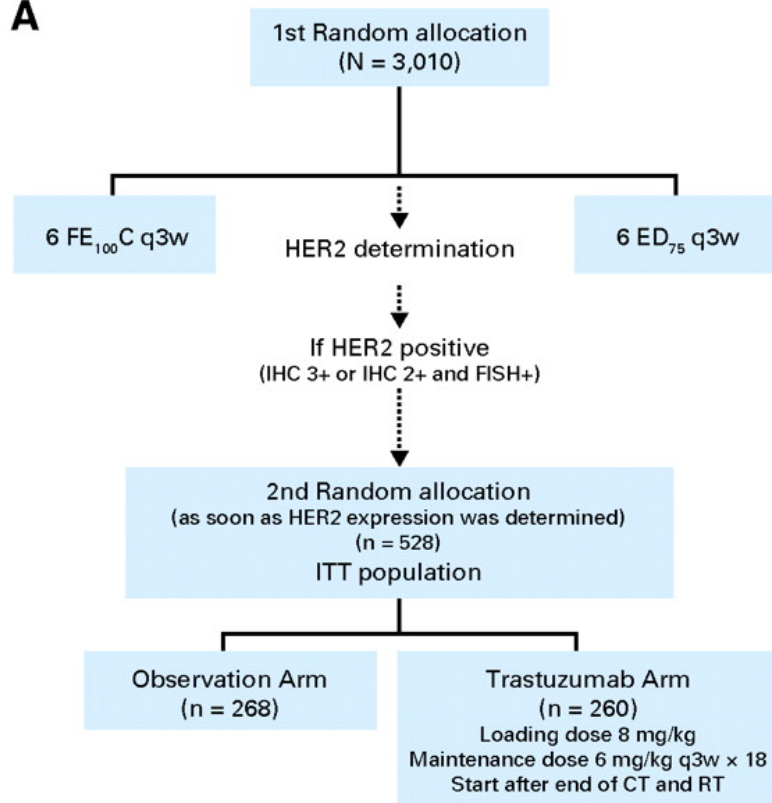 A
1st Random allocation
(N = 3,010)
6 FE₁₀₀C q3w
HER2 determination
6 ED₇₅ q3w
If HER2 positive
(IHC 3+ or IHC 2+ and FISH+)
2nd Random allocation
(as soon as HER2 expression was determined)
(n = 528)
ITT population
Observation Arm
(n = 268)
Trastuzumab Arm
(n = 260)
Loading dose 8 mg/kg
Maintenance dose 6 mg/kg q3w × 18
Start after end of CT and RT